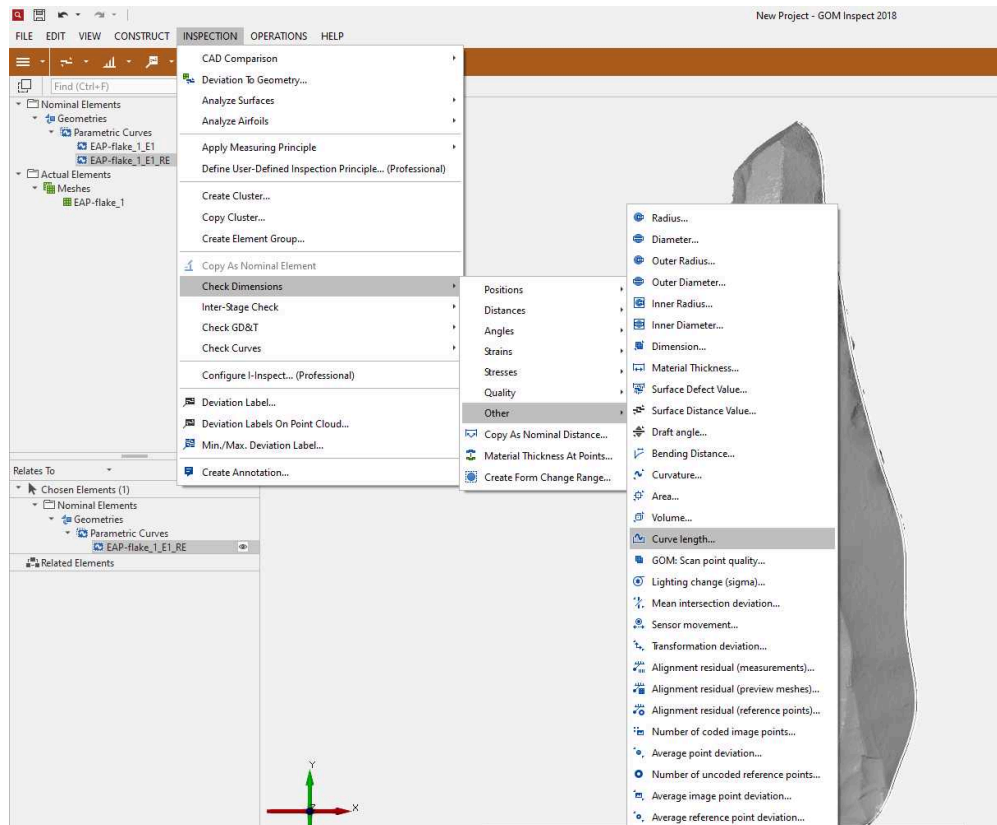 New Project - GOM Inspect 2018
FILE EDIT VIEW CONSTRUCT INSPECTION OPERATIONS HELP
Find (Ctrl+F)
Nominal Elements
Geometries
Parametric Curves
EAP-flake_1_E1
EAP-flake_1_E1_RE
Actual Elements
Meshes
EAP-flake_1
Relates To
Chosen Elements (1)
Nominal Elements
Geometries
Parametric Curves
EAP-flake_1_E1_RE
Related Elements
CAD Comparison
Deviation To Geometry...
Analyze Surfaces
Analyze Airfoils
Apply Measuring Principle
Define User-Defined Inspection Principle... (Professional)
Create Cluster...
Copy Cluster...
Create Element Group...
Copy As Nominal Element
Check Dimensions
Inter-Stage Check
Check GD&T
Check Curves
Configure I-Inspect... (Professional)
Deviation Label...
Deviation Labels On Point Cloud...
Min./Max. Deviation Label...
Create Annotation...
Positions
Distances
Angles
Strains
Stresses
Quality
Other
Copy As Nominal Distance...
Material Thickness At Points...
Create Form Change Range...
Radius...
Diameter...
Outer Radius...
Outer Diameter...
Inner Radius...
Inner Diameter...
Dimension...
Material Thickness...
Surface Defect Value...
Surface Distance Value...
Draft angle...
Bending Distance...
Curvature...
Area...
Volume...
Curve length...
GOM: Scan point quality...
Lighting change (sigma)...
Mean intersection deviation...
Sensor movement...
Transformation deviation...
Alignment residual (measurements)...
Alignment residual (preview meshes)...
Alignment residual (reference points)...
Number of coded image points...
Average point deviation...
Number of uncoded reference points...
Average image point deviation...
Average reference point deviation...
Y
Z
X